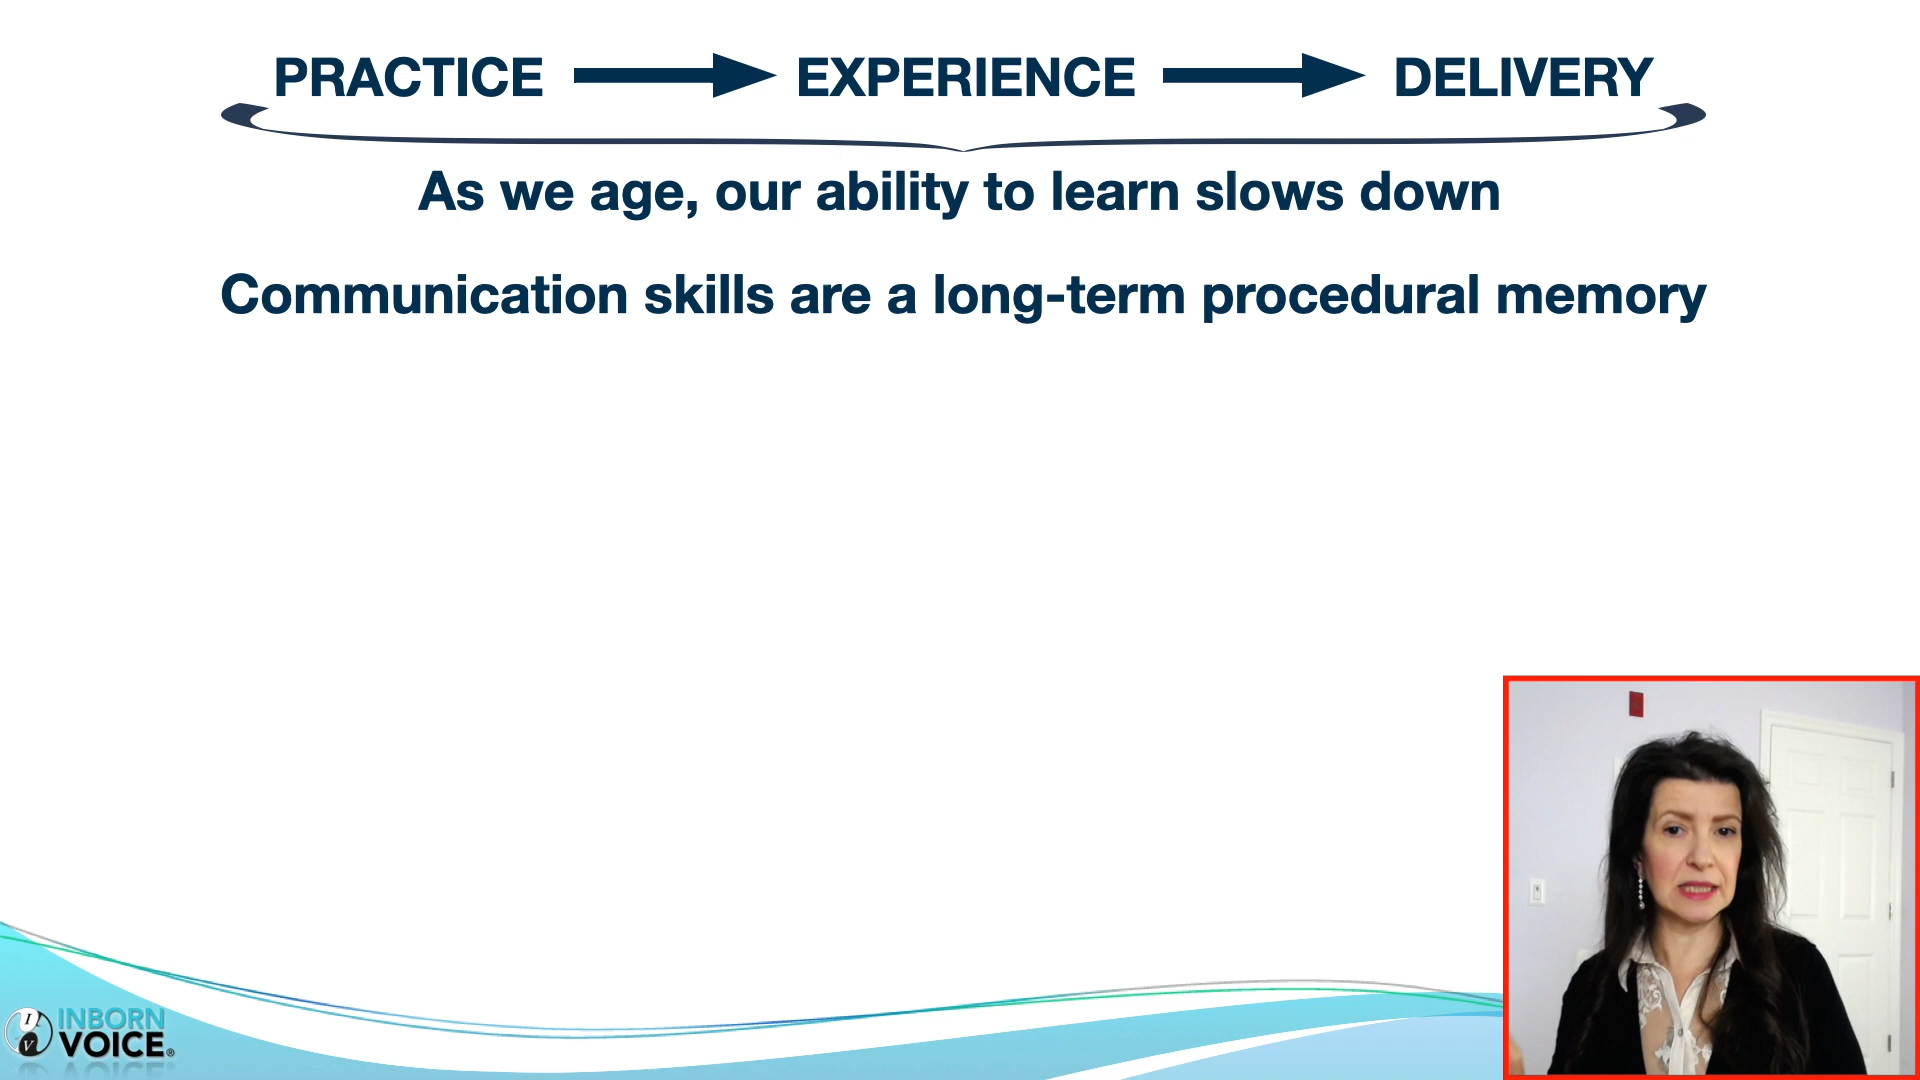 PRACTICE EXPERIENCE DELIVERY
As we age, our ability to learn slows down
Communication skills are a long-term procedural memory
I
V
INBORN
VOICE®